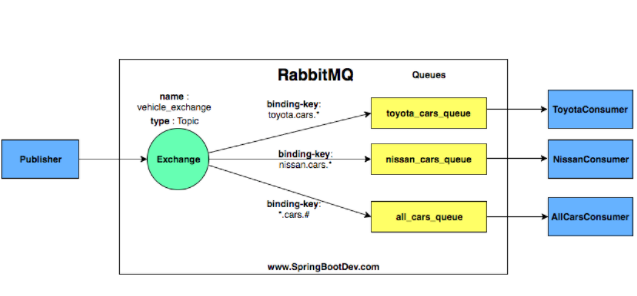 RabbitMQ
Queues
name :
vehicle_exchange
type : Topic
binding-key:
toyota.cars.*
toyota_cars_queue
ToyotaConsumer
Publisher
Exchange
binding-key:
nissan.cars.*
nissan_cars_queue
NissanConsumer
binding-key:
*.cars.#
all_cars_queue
AllCarsConsumer
www.SpringBootDev.com